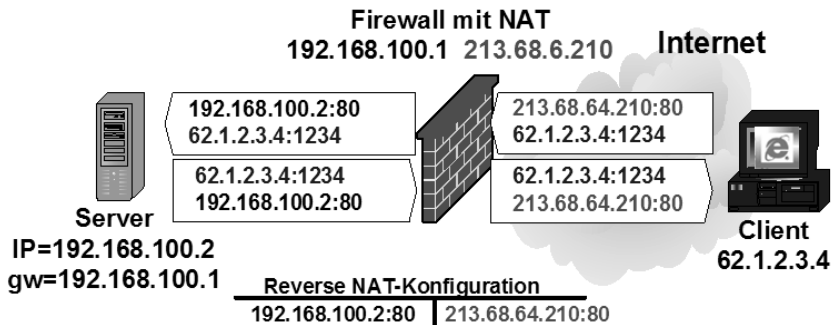 Firewall mit NAT
192.168.100.1 213.68.6.210
Internet
192.168.100.2:80
62.1.2.3.4:1234
213.68.64.210:80
62.1.2.3.4:1234
62.1.2.3.4:1234
192.168.100.2:80
62.1.2.3.4:1234
213.68.64.210:80
Server
IP=192.168.100.2
gw=192.168.100.1
Client
62.1.2.3.4
Reverse NAT-Konfiguration
192.168.100.2:80 213.68.64.210:80